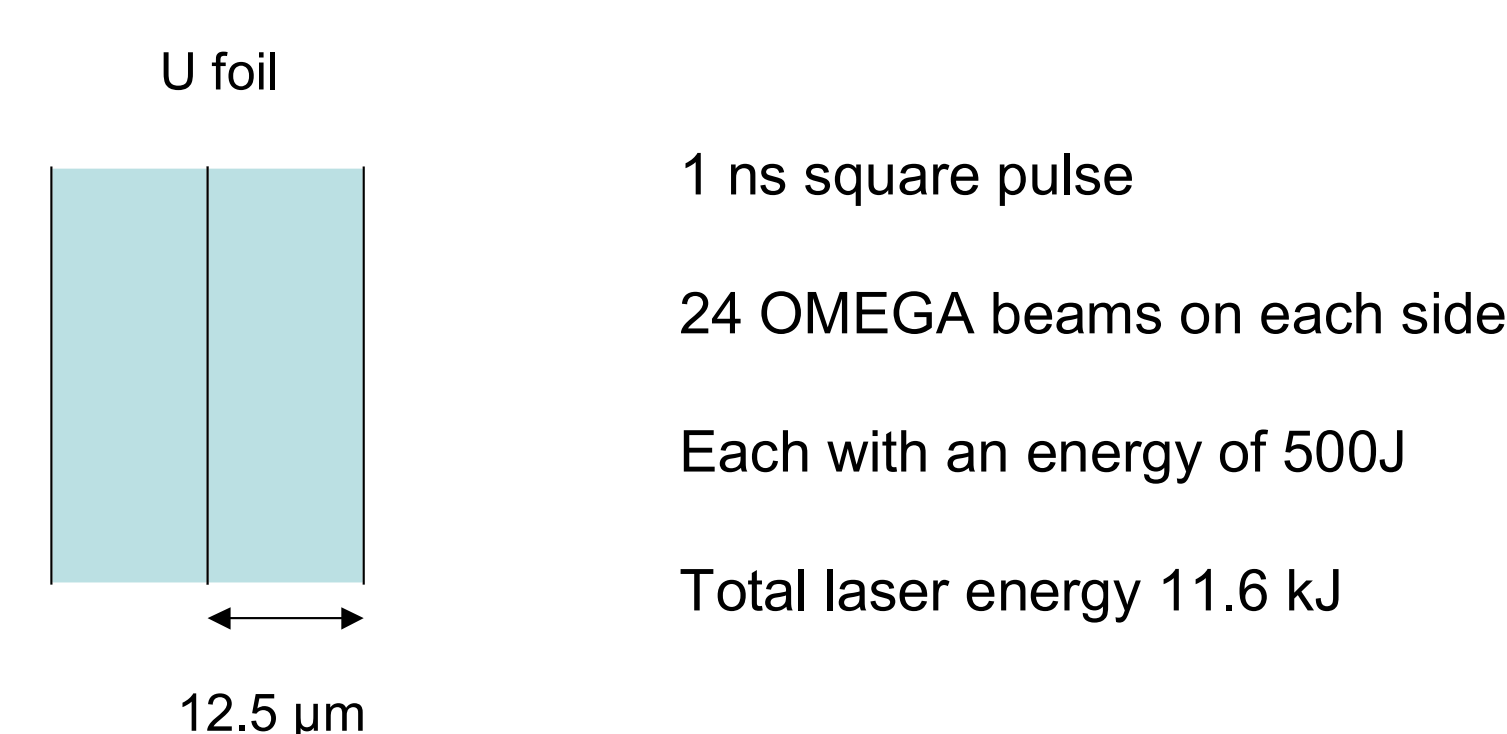 U foil
1 ns square pulse
24 OMEGA beams on each side
Each with an energy of 500J
Total laser energy 11.6 kJ
12.5 µm